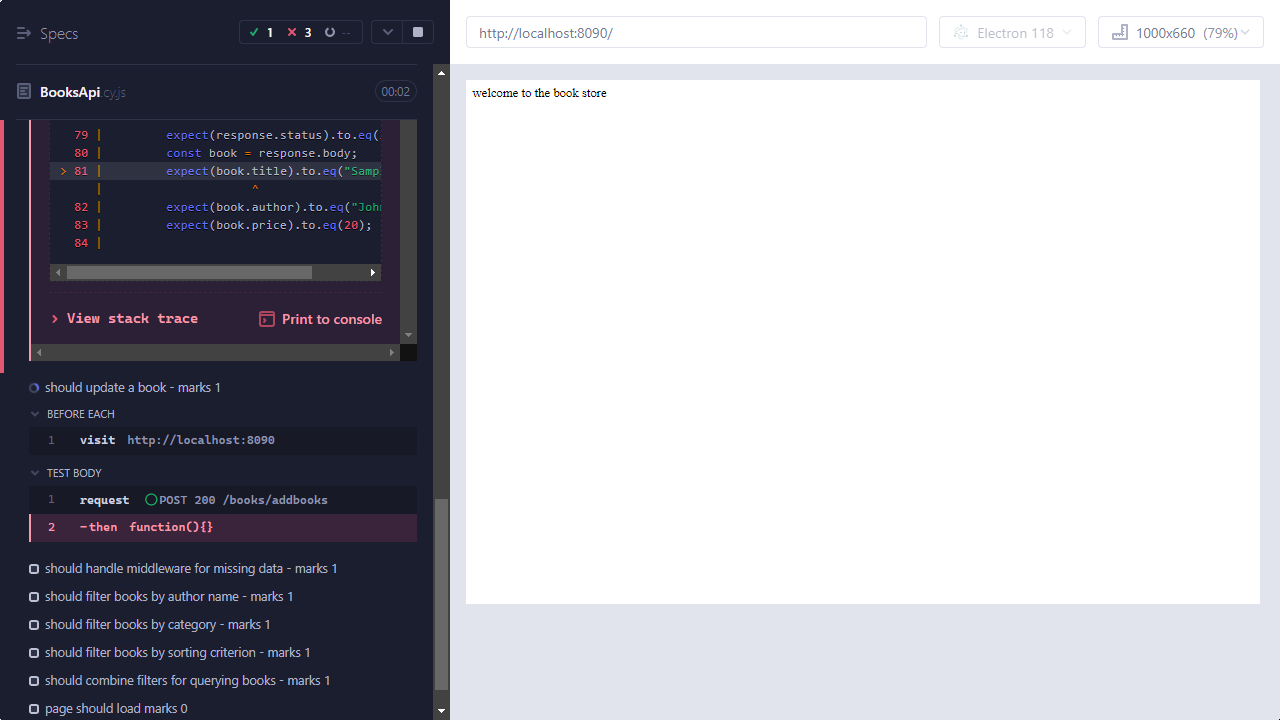 Specs
1 3 --
BooksApi.cy.js
00:02
79 | expect(response.status).to.eq(
80 | const book = response.body;
> 81 | expect(book.title).to.eq("Samp
| ^
82 | expect(book.author).to.eq("John
83 | expect(book.price).to.eq(20);
84 |
> View stack trace
Print to console
should update a book - marks 1
BEFORE EACH
1 visit http://localhost:8090
TEST BODY
1 request POST 200 /books/addbooks
2 -then function(){}
should handle middleware for missing data - marks 1
should filter books by author name - marks 1
should filter books by category - marks 1
should filter books by sorting criterion - marks 1
should combine filters for querying books - marks 1
page should load marks 0
http://localhost:8090/
Electron 118
1000x660 (79%)
welcome to the book store